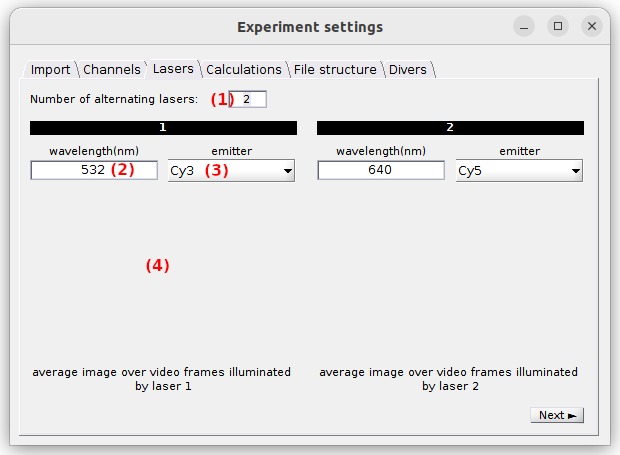 Experiment settings
Import Channels Lasers Calculations File structure Divers
Number of alternating lasers: (1) 2
1 2
wavelength(nm) emitter wavelength(nm) emitter
532 (2) Cy3 (3) 640 Cy5
(4)
average image over video frames illuminated average image over video frames illuminated
by laser 1 by laser 2
Next ►